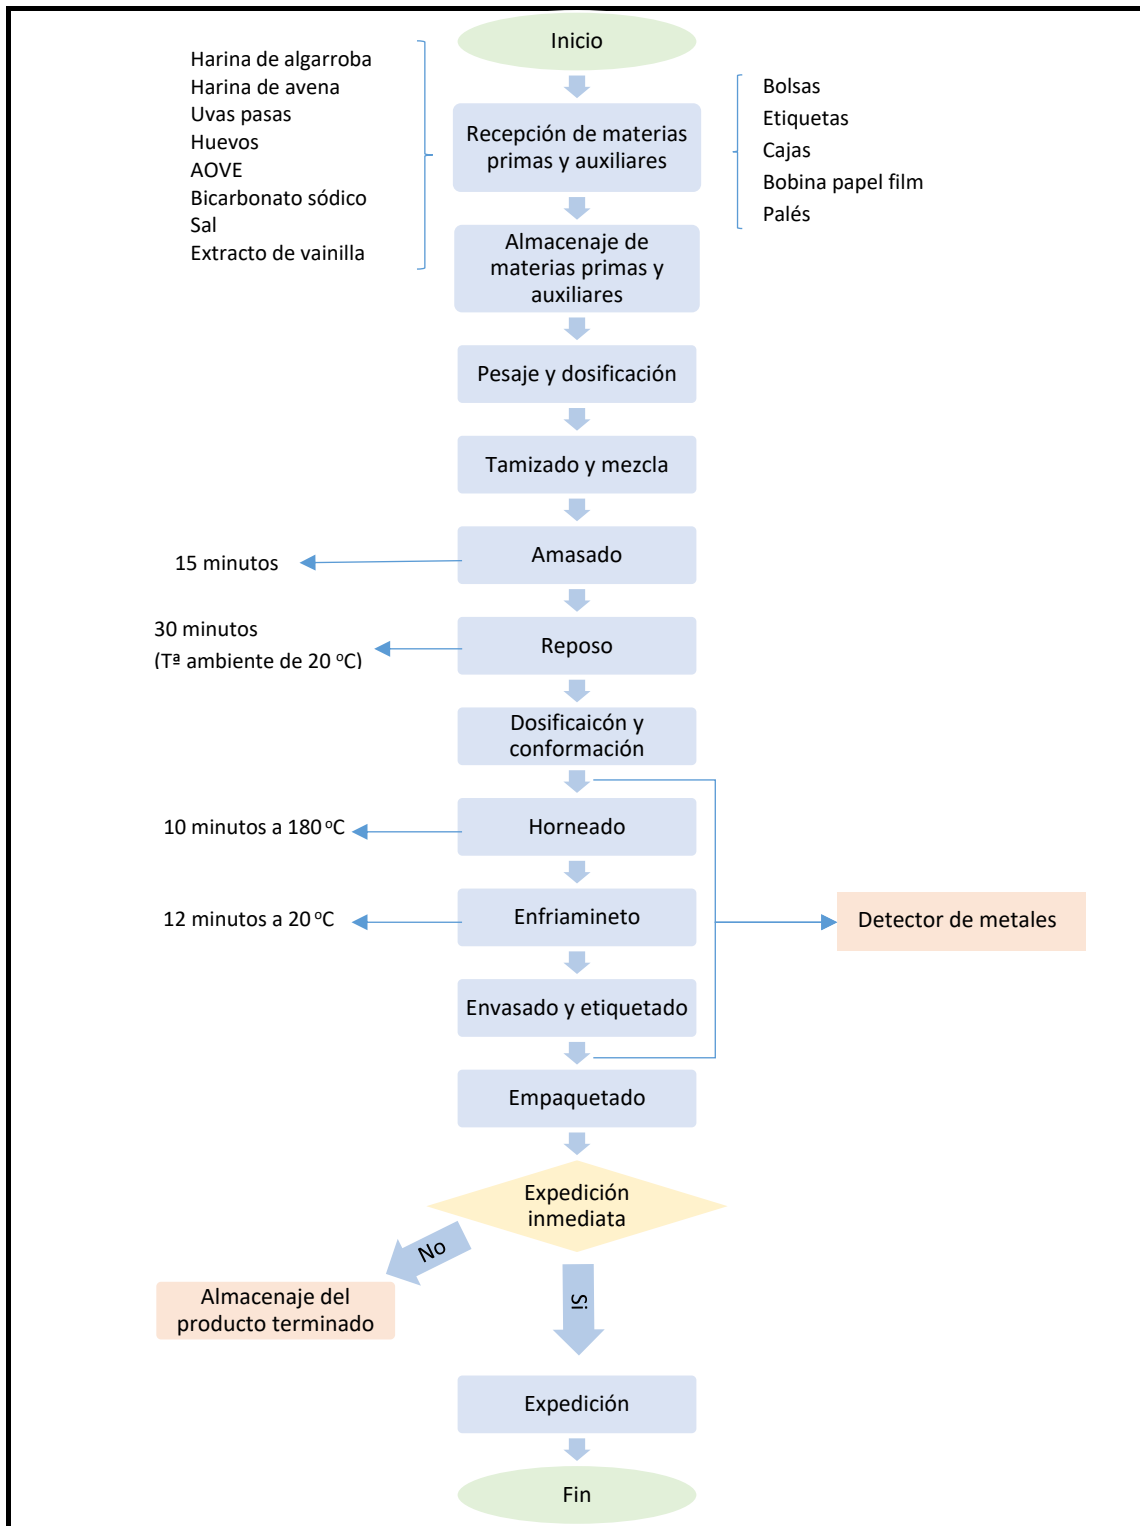 Inicio
Harina de algarroba
Harina de avena
Uvas pasas
Huevos
AOVE
Bicarbonato sódico
Sal
Extracto de vainilla
Recepción de materias
primas y auxiliares
Bolsas
Etiquetas
Cajas
Bobina papel film
Palés
Almacenaje de
materias primas y
auxiliares
Pesaje y dosificación
Tamizado y mezcla
Amasado
15 minutos
Reposo
30 minutos
(Tª ambiente de 20 ºC)
Dosificaicón y
conformación
Horneado
10 minutos a 180 ºC
Enfriamineto
12 minutos a 20 ºC
Detector de metales
Envasado y etiquetado
Empaquetado
Expedición
inmediata
No
Si
Almacenaje del
producto terminado
Expedición
Fin